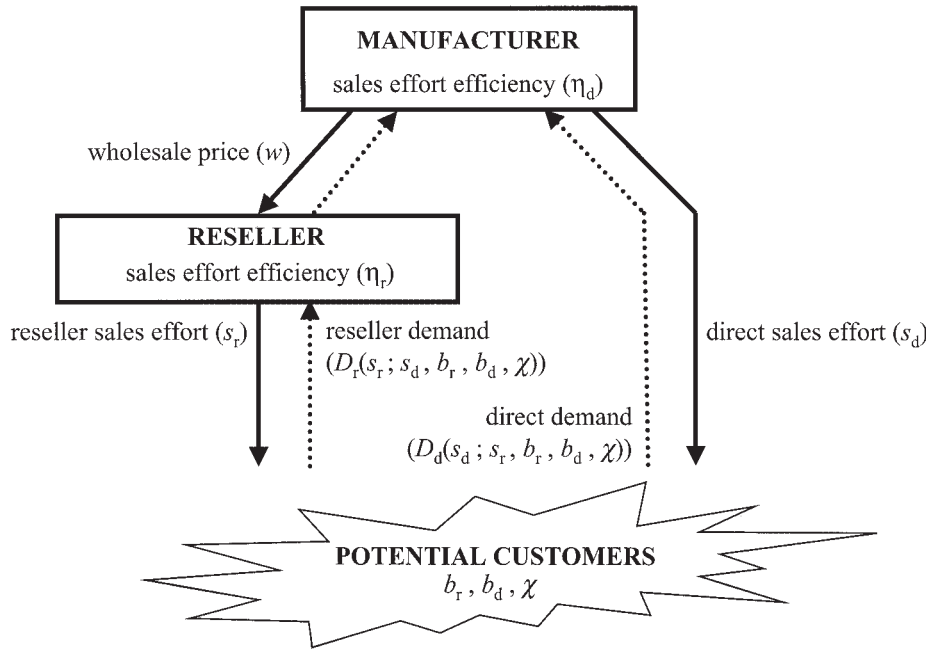 MANUFACTURER
sales effort efficiency (η_d)
wholesale price (w)
RESELLER
sales effort efficiency (η_r)
reseller sales effort (s_r)
reseller demand
(D_r(s_r ; s_d , b_r , b_d , χ))
direct sales effort (s_d)
direct demand
(D_d(s_d ; s_r , b_r , b_d , χ))
POTENTIAL CUSTOMERS
b_r , b_d , χ